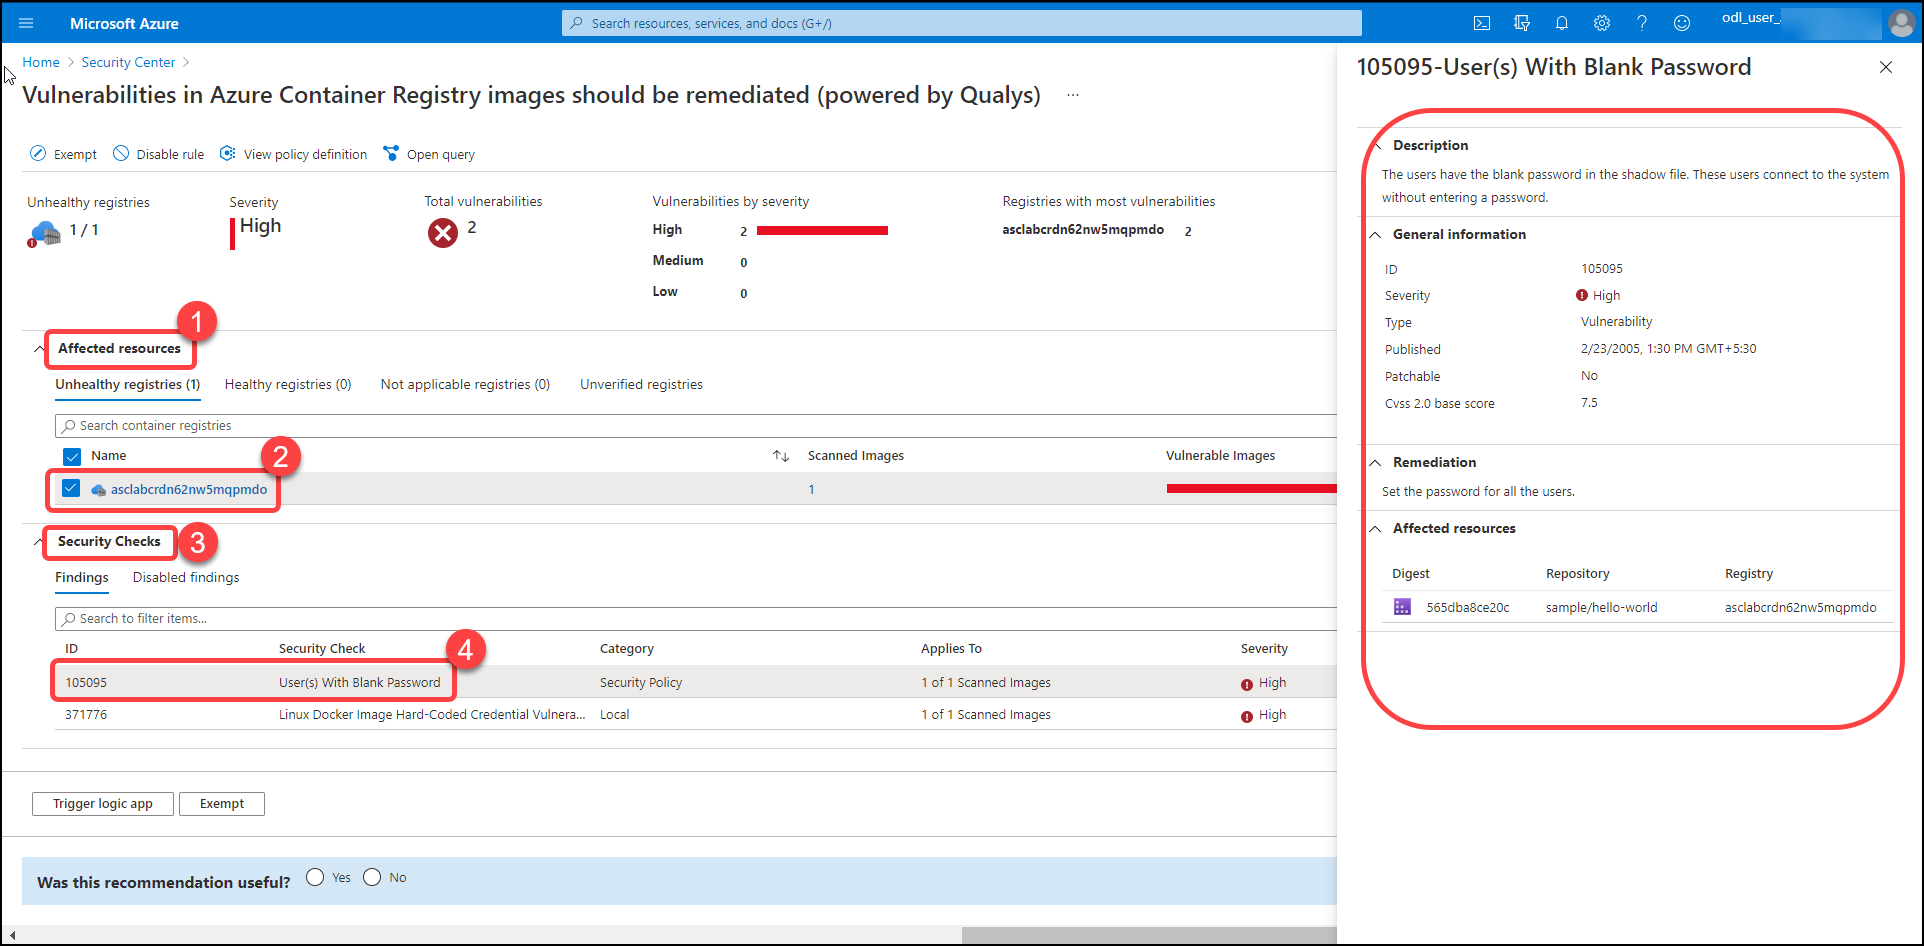 Microsoft Azure
Search resources, services, and docs (G+/)
odl_user_
Home > Security Center >
Vulnerabilities in Azure Container Registry images should be remediated (powered by Qualys) ...
Exempt Disable rule View policy definition Open query
Unhealthy registries
1 / 1
Severity
High
Total vulnerabilities
2
Vulnerabilities by severity
High 2
Medium 0
Low 0
Registries with most vulnerabilities
asclabcrdn62nw5mqpmdo 2
1
Affected resources
Unhealthy registries (1) Healthy registries (0) Not applicable registries (0) Unverified registries
Search container registries
2
Name Scanned Images Vulnerable Images
asclabcrdn62nw5mqpmdo 1
Security Checks
3
Findings Disabled findings
Search to filter items...
4
ID Security Check Category Applies To Severity
105095 User(s) With Blank Password Security Policy 1 of 1 Scanned Images High
371776 Linux Docker Image Hard-Coded Credential Vulnera... Local 1 of 1 Scanned Images High
Trigger logic app Exempt
Was this recommendation useful? Yes No
105095-User(s) With Blank Password
Description
The users have the blank password in the shadow file. These users connect to the system
without entering a password.
General information
ID 105095
Severity High
Type Vulnerability
Published 2/23/2005, 1:30 PM GMT+5:30
Patchable No
Cvss 2.0 base score 7.5
Remediation
Set the password for all the users.
Affected resources
Digest Repository Registry
565dba8ce20c sample/hello-world asclabcrdn62nw5mqpmdo